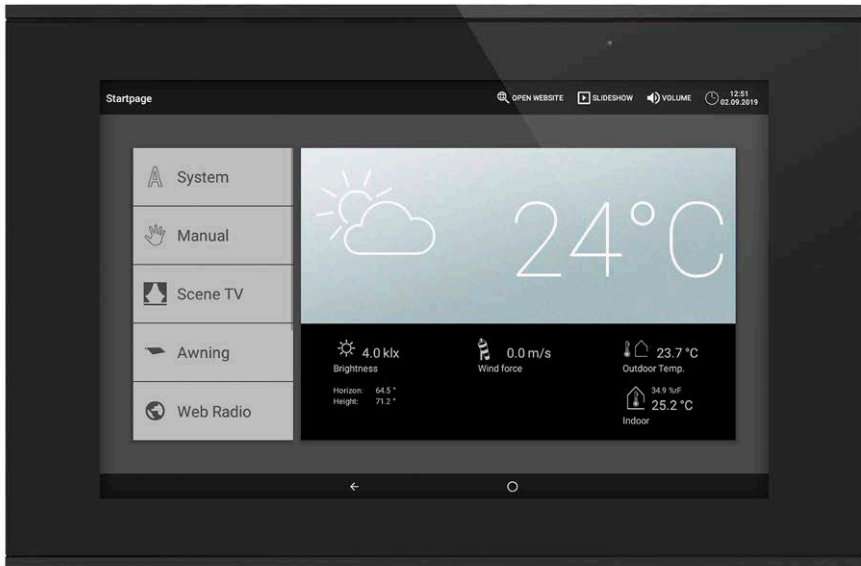 Startpage
OPEN WEBSITE
SLIDESHOW
VOLUME
12:51
02.09.2019
System
Manual
Scene TV
Awning
Web Radio
24°C
4.0 klx
Brightness
Horizon: 64.5 °
Height: 71.2 °
0.0 m/s
Wind force
23.7 °C
Outdoor Temp.
34.9 %rF
25.2 °C
Indoor